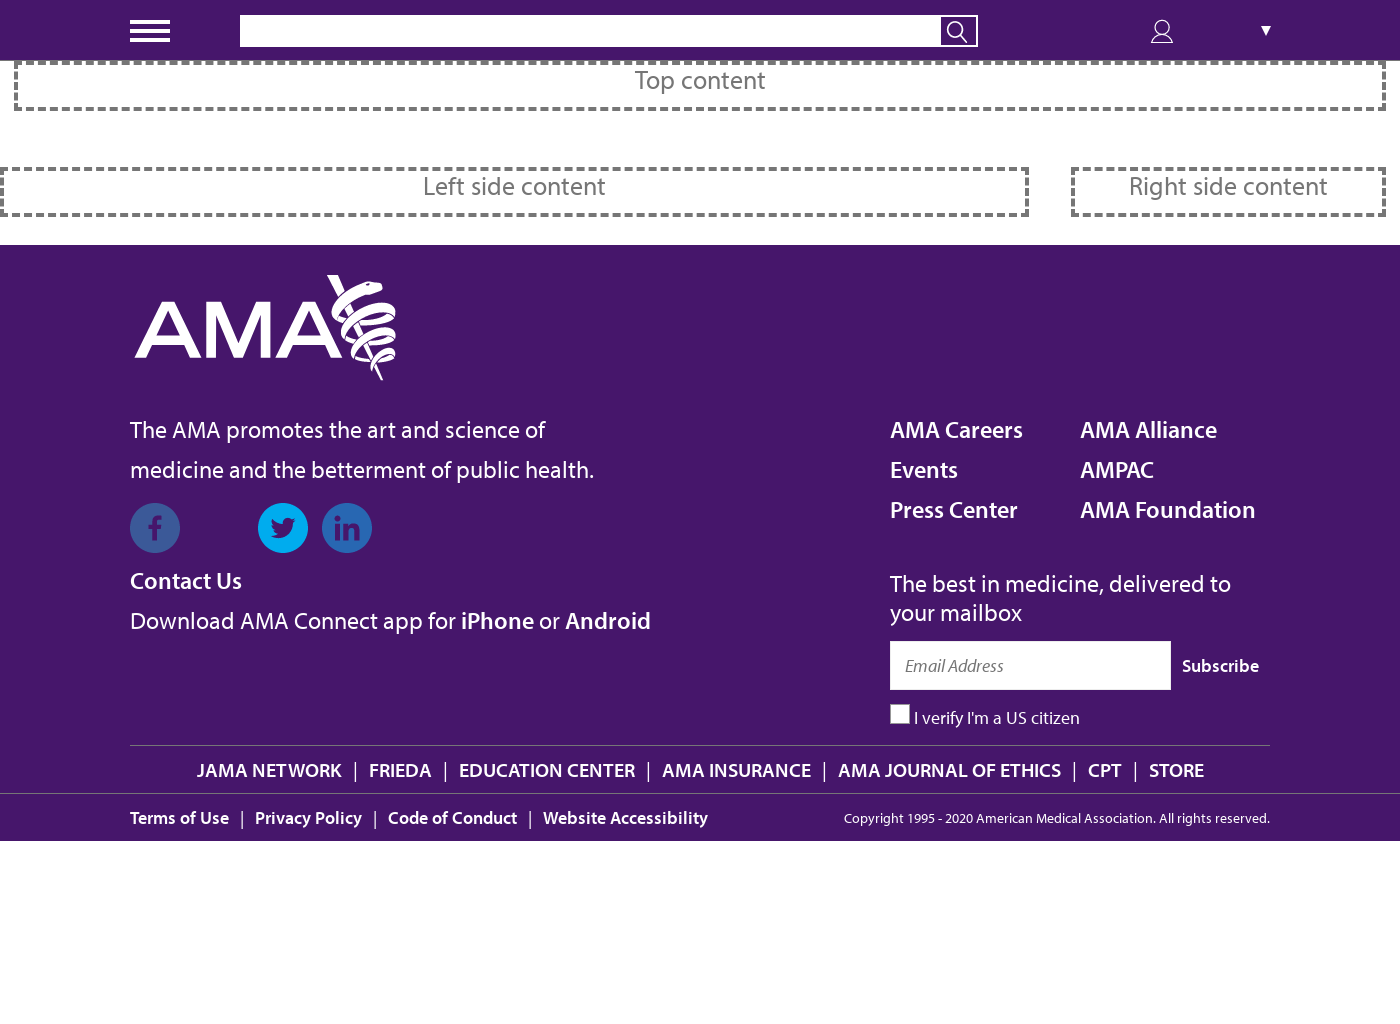 Top content
Left side content
Right side content
AMA
The AMA promotes the art and science of
medicine and the betterment of public health.
Contact Us
Download AMA Connect app for iPhone or Android
AMA Careers
Events
Press Center
AMA Alliance
AMPAC
AMA Foundation
The best in medicine, delivered to
your mailbox
Email Address
Subscribe
I verify I'm a US citizen
JAMA NETWORK | FRIEDA | EDUCATION CENTER | AMA INSURANCE | AMA JOURNAL OF ETHICS | CPT | STORE
Terms of Use | Privacy Policy | Code of Conduct | Website Accessibility
Copyright 1995 - 2020 American Medical Association. All rights reserved.